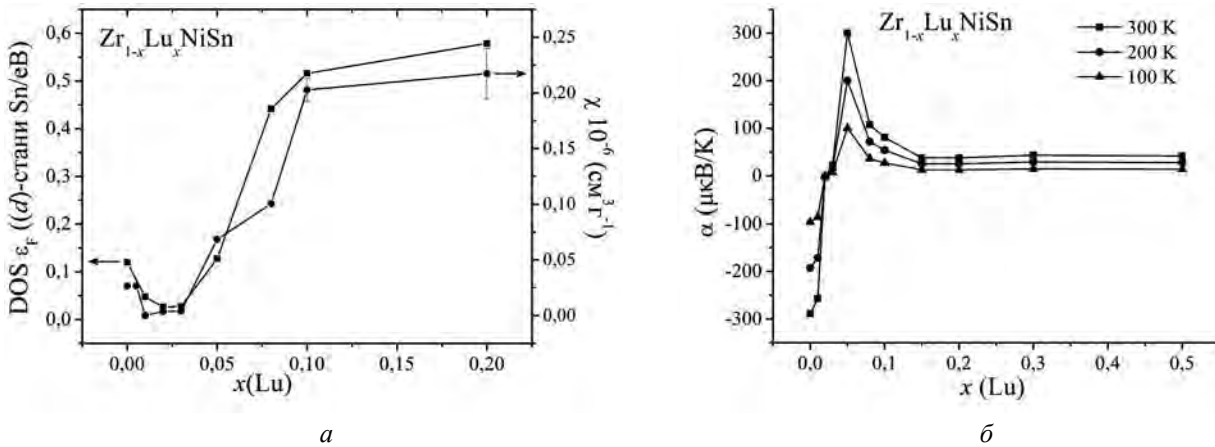 Zr₁₋ₓLuₓNiSn
DOS ε_F ((d)-стани Sn/eB)
0,6
0,5
0,4
0,3
0,2
0,1
0,0
0,00 0,05 0,10 0,15 0,20
x(Lu)
0,25
0,20
0,15
0,10
0,05
0,00
χ 10⁻⁶ (см³г⁻¹)
а
Zr₁₋ₓLuₓNiSn
300 K
200 K
100 K
α (μкВ/K)
300
200
100
0
-100
-200
-300
0,0 0,1 0,2 0,3 0,4 0,5
x (Lu)
б